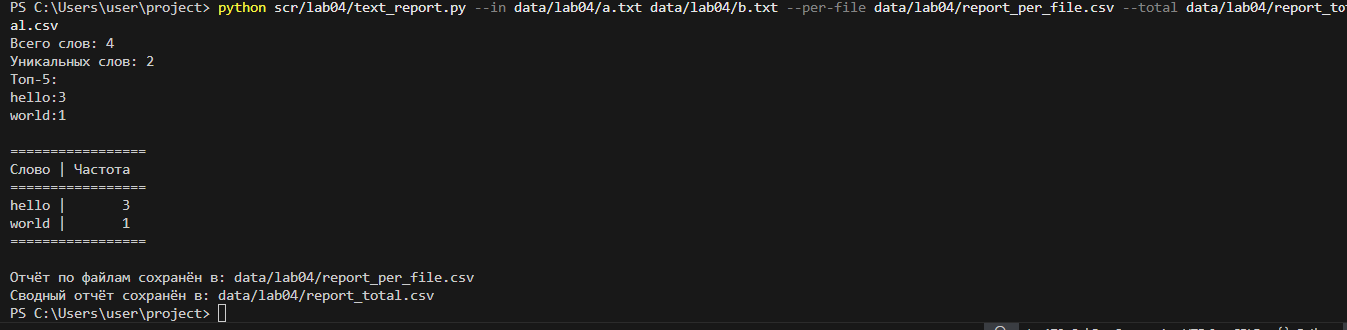 PS C:\Users\user\project> python scr/lab04/text_report.py --in data/lab04/a.txt data/lab04/b.txt --per-file data/lab04/report_per_file.csv --total data/lab04/report_tot
al.csv
Всего слов: 4
Уникальных слов: 2
Топ-5:
hello:3
world:1
=================
Слово | Частота
=================
hello |       3
world |       1
=================
Отчёт по файлам сохранён в: data/lab04/report_per_file.csv
Сводный отчёт сохранён в: data/lab04/report_total.csv
PS C:\Users\user\project>